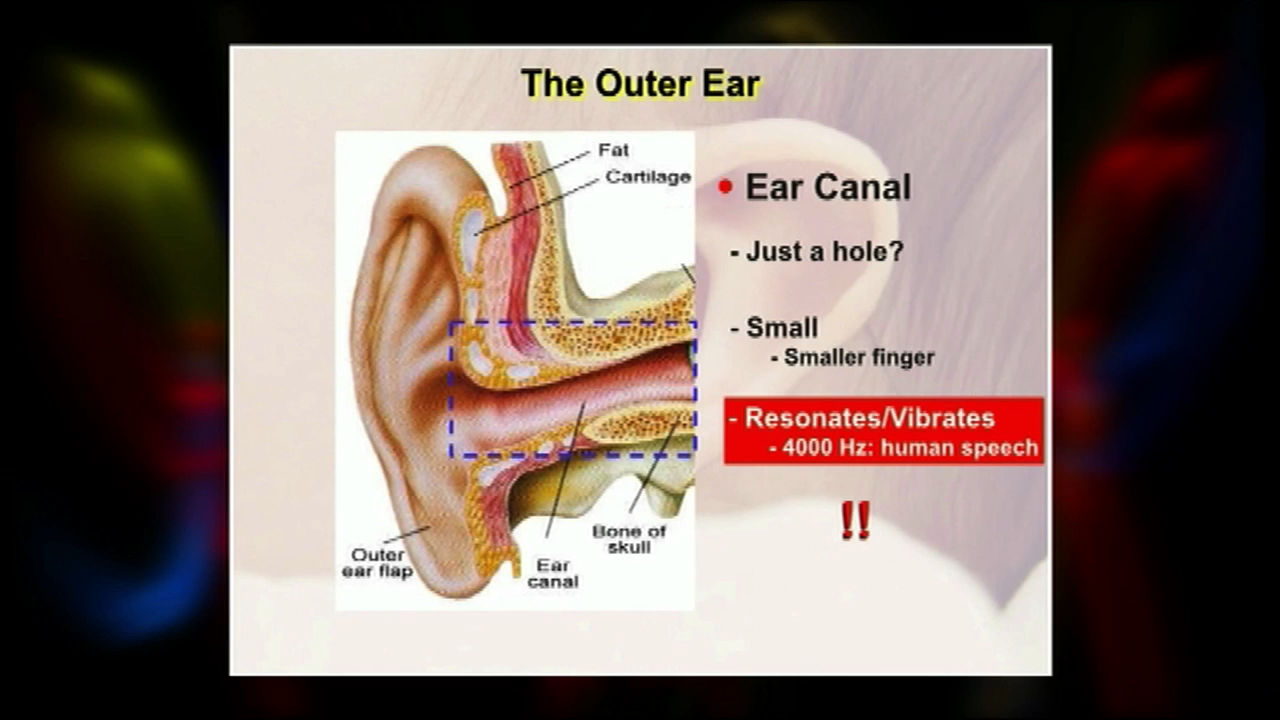 The Outer Ear
Fat
Cartilage
Outer
ear flap
Ear
canal
Bone of
skull
• Ear Canal
- Just a hole?
- Small
- Smaller finger
- Resonates/Vibrates
- 4000 Hz: human speech
!!